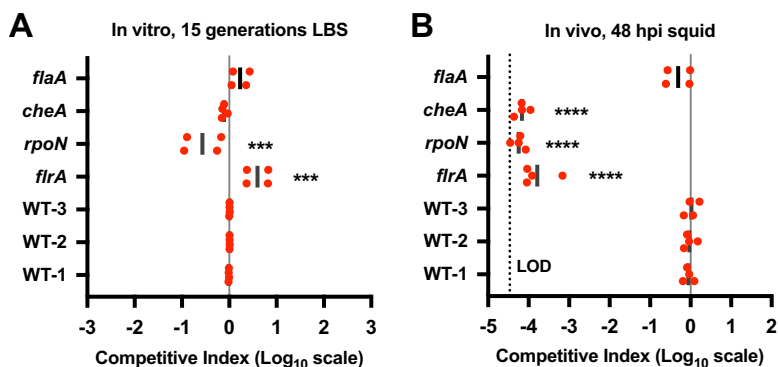 A
In vitro, 15 generations LBS
flaA
cheA
rpoN
***
flrA
***
WT-3
WT-2
WT-1
-3 -2 -1 0 1 2 3
Competitive Index (Log10 scale)
B
In vivo, 48 hpi squid
flaA
cheA
****
rpoN
****
flrA
****
WT-3
WT-2
WT-1
LOD
-5 -4 -3 -2 -1 0 1 2
Competitive Index (Log10 scale)